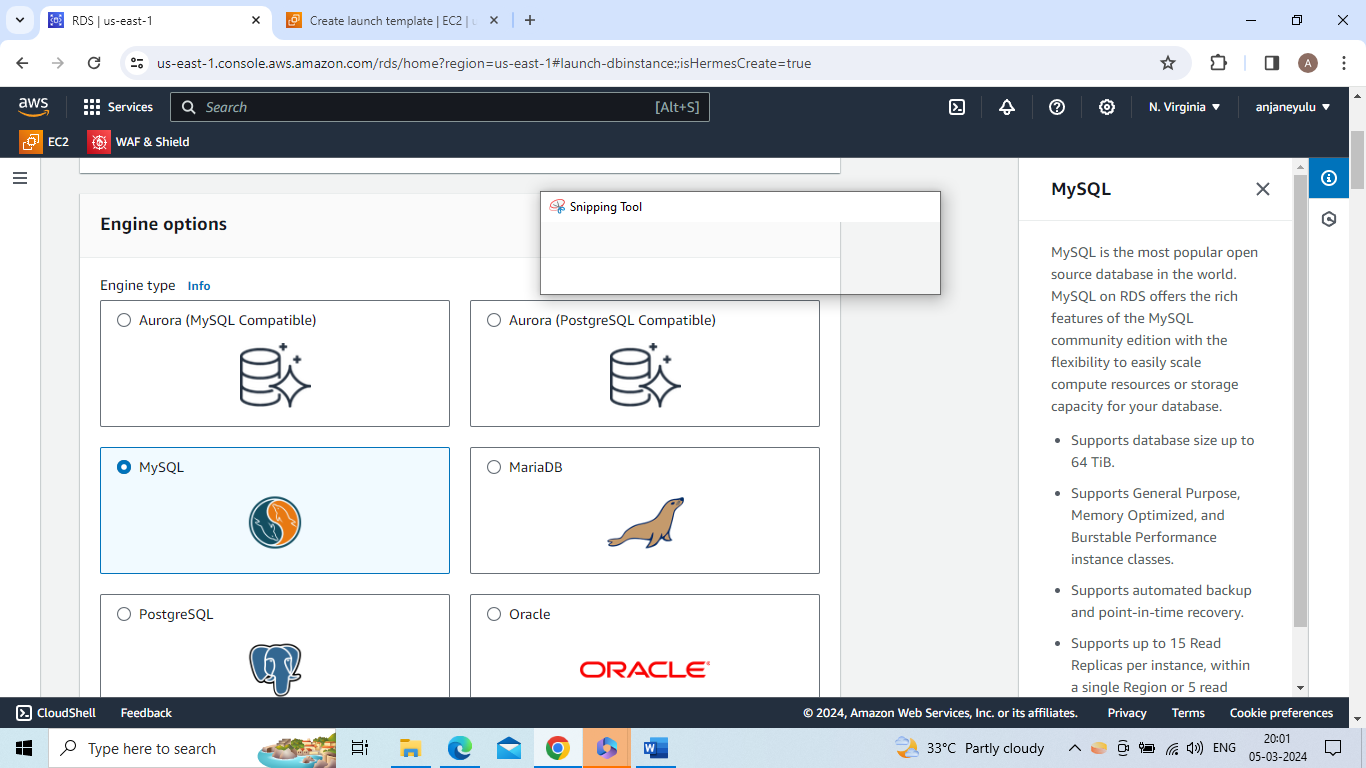 RDS | us-east-1
Create launch template | EC2 | u
us-east-1.console.aws.amazon.com/rds/home?region=us-east-1#launch-dbinstance;;isHermesCreate=true
A
aws
Services
Search
[Alt+S]
N. Virginia
anjaneyulu
EC2
WAF & Shield
Engine options
Snipping Tool
Engine type
Info
Aurora (MySQL Compatible)
Aurora (PostgreSQL Compatible)
MySQL
MariaDB
PostgreSQL
Oracle
ORACLE
MySQL
MySQL is the most popular open
source database in the world.
MySQL on RDS offers the rich
features of the MySQL
community edition with the
flexibility to easily scale
compute resources or storage
capacity for your database.
Supports database size up to
64 TiB.
Supports General Purpose,
Memory Optimized, and
Burstable Performance
instance classes.
Supports automated backup
and point-in-time recovery.
Supports up to 15 Read
Replicas per instance, within
a single Region or 5 read
CloudShell
Feedback
© 2024, Amazon Web Services, Inc. or its affiliates.
Privacy
Terms
Cookie preferences
Type here to search
33°C Partly cloudy
ENG
20:01
05-03-2024